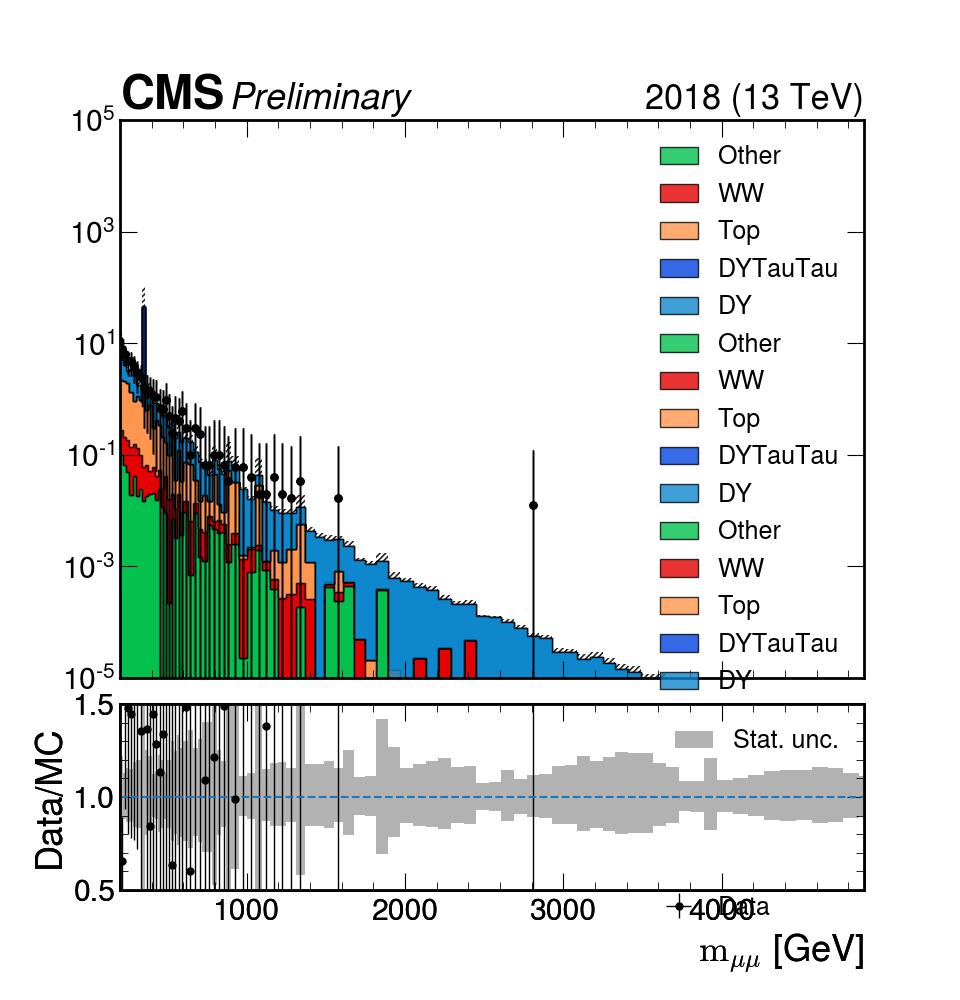 CMS Preliminary 2018 (13 TeV)
10^5
10^3
10^1
10^-1
10^-3
10^-5
Other
WW
Top
DYTauTau
DY
Other
WW
Top
DYTauTau
DY
Other
WW
Top
DYTauTau
DY
Data/MC
1.5
1.0
0.5
Stat. unc.
1000 2000 3000 4000
Data
m_μμ [GeV]